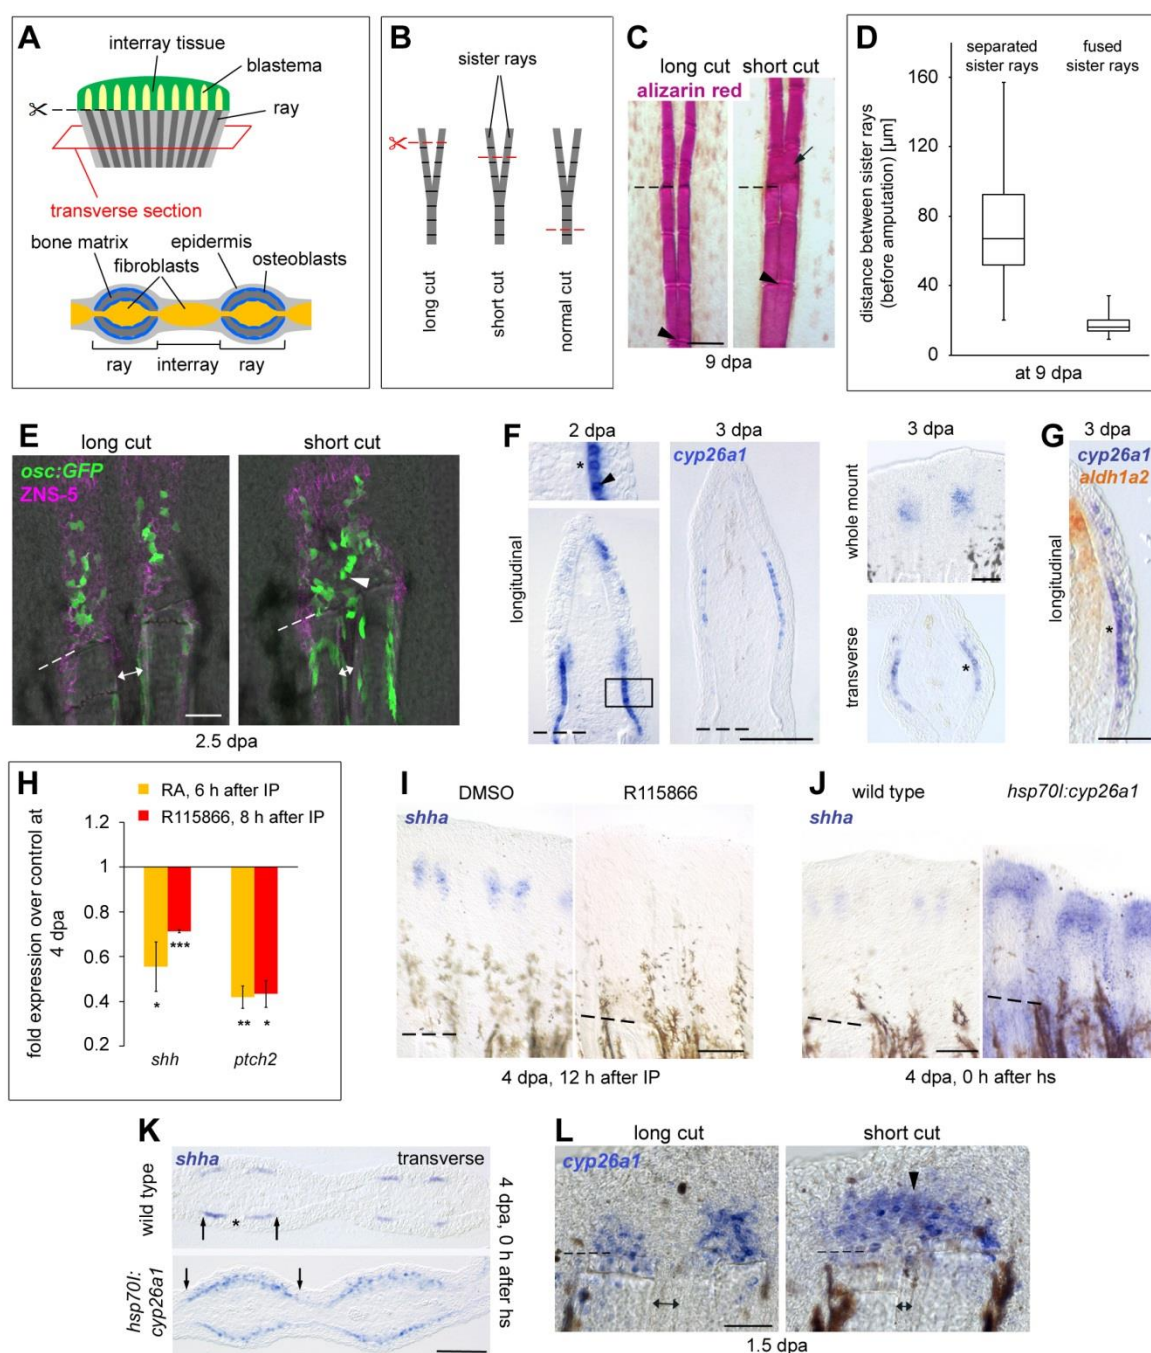 A
interray tissue
blastema
ray
transverse section
bone matrix
epidermis
fibroblasts
osteoblasts
ray
interray
ray
B
sister rays
long cut
short cut
normal cut
C
long cut
short cut
alizarin red
9 dpa
D
separated
sister rays
fused
sister rays
distance between sister rays
(before amputation) [µm]
160
120
80
40
0
at 9 dpa
E
long cut
short cut
osc:GFP
ZNS-5
2.5 dpa
F
2 dpa
*
3 dpa
cyp26a1
longitudinal
3 dpa
whole mount
transverse
*
G
3 dpa
cyp26a1
aldh1a2
longitudinal
*
H
RA, 6 h after IP
R115866, 8 h after IP
fold expression over control at
4 dpa
1.2
1
0.8
0.6
0.4
0.2
*
***
**
*
shh
ptch2
I
DMSO
R115866
shha
4 dpa, 12 h after IP
J
wild type
hsp70l:cyp26a1
shha
4 dpa, 0 h after hs
K
shha
transverse
wild type
*
hsp70l:
cyp26a1
4 dpa, 0 h after hs
L
long cut
short cut
cyp26a1
1.5 dpa